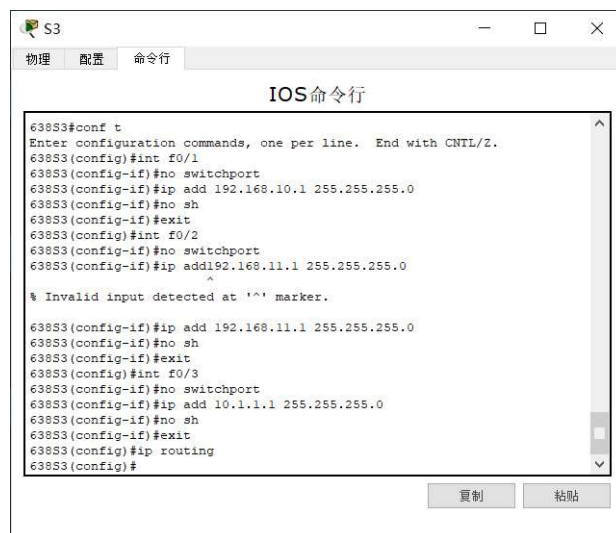 S3
物理 配置 命令行
IOS命令行
638S3#conf t
Enter configuration commands, one per line.  End with CNTL/Z.
638S3(config)#int f0/1
638S3(config-if)#no switchport
638S3(config-if)#ip add 192.168.10.1 255.255.255.0
638S3(config-if)#no sh
638S3(config-if)#exit
638S3(config)#int f0/2
638S3(config-if)#no switchport
638S3(config-if)#ip add192.168.11.1 255.255.255.0
^
% Invalid input detected at '^' marker.
638S3(config-if)#ip add 192.168.11.1 255.255.255.0
638S3(config-if)#no sh
638S3(config-if)#exit
638S3(config)#int f0/3
638S3(config-if)#no switchport
638S3(config-if)#ip add 10.1.1.1 255.255.255.0
638S3(config-if)#no sh
638S3(config-if)#exit
638S3(config)#ip routing
638S3(config)#
复制 粘贴